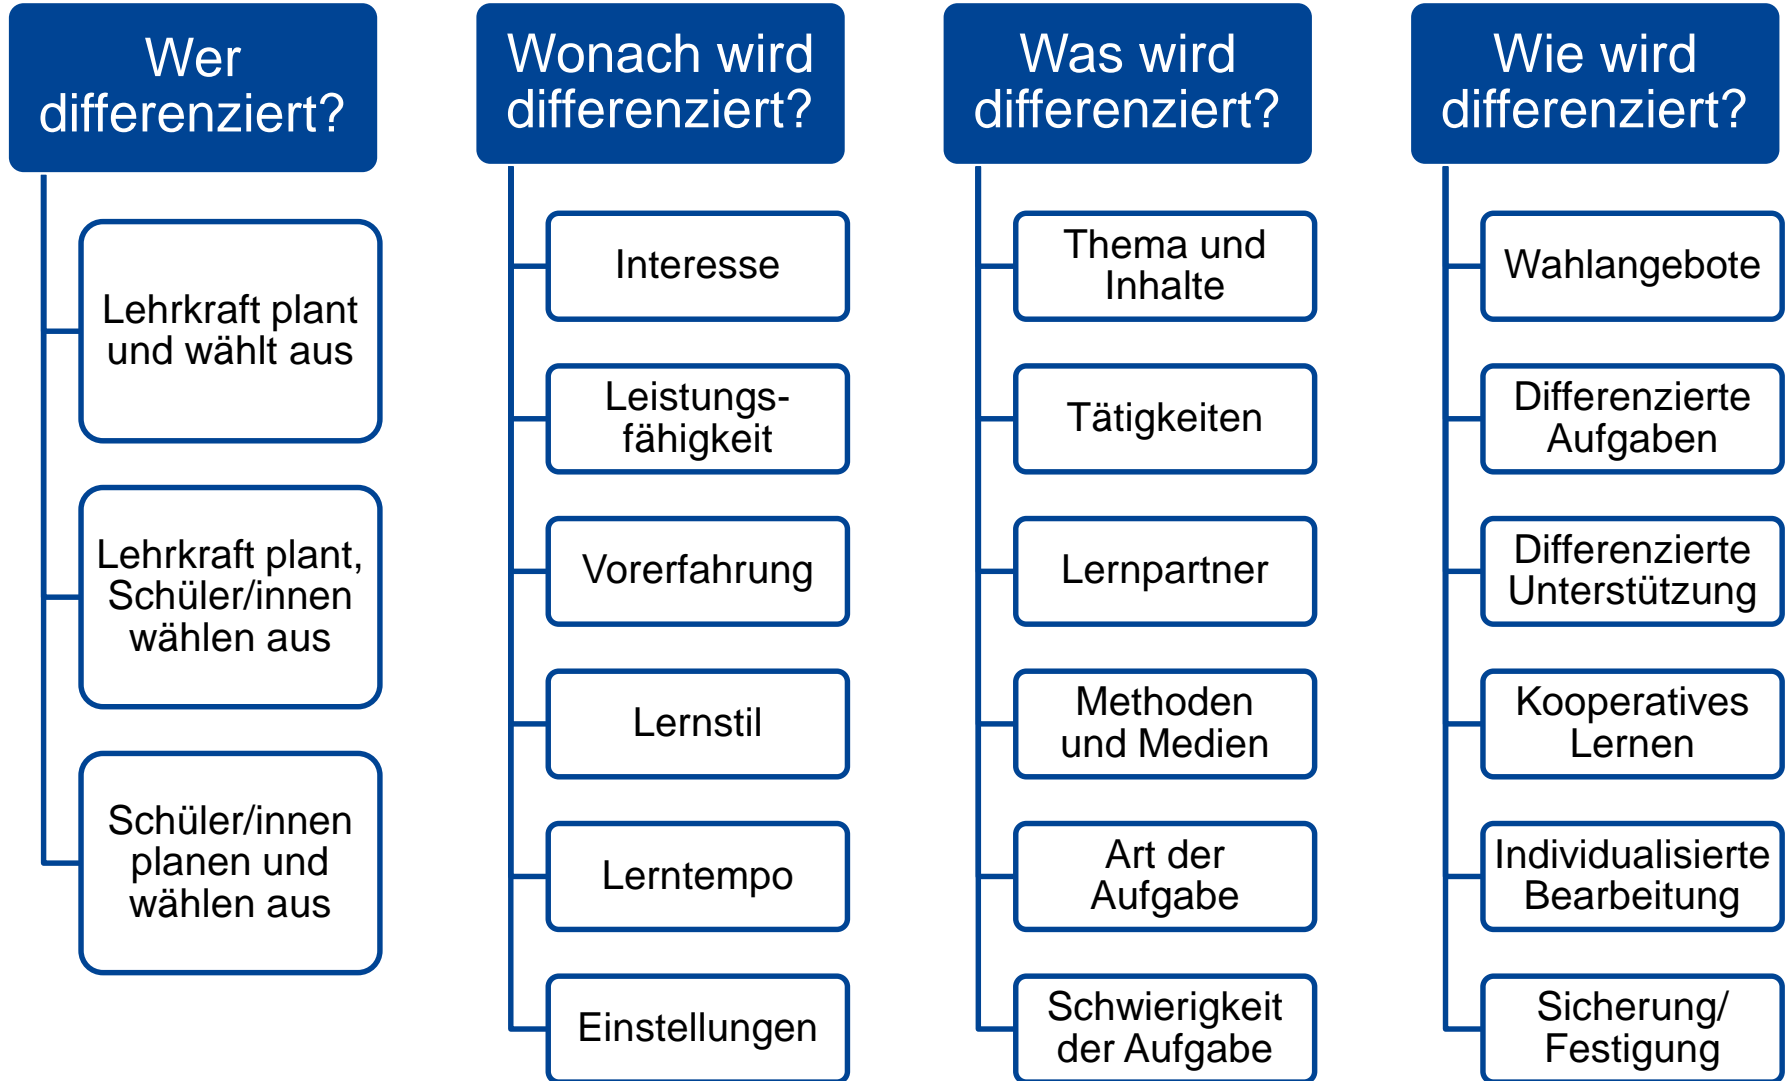 Wer
differenziert?
Lehrkraft plant
und wählt aus
Lehrkraft plant,
Schüler/innen
wählen aus
Schüler/innen
planen und
wählen aus
Wonach wird
differenziert?
Interesse
Leistungs-
fähigkeit
Vorerfahrung
Lernstil
Lerntempo
Einstellungen
Was wird
differenziert?
Thema und
Inhalte
Tätigkeiten
Lernpartner
Methoden
und Medien
Art der
Aufgabe
Schwierigkeit
der Aufgabe
Wie wird
differenziert?
Wahlangebote
Differenzierte
Aufgaben
Differenzierte
Unterstützung
Kooperatives
Lernen
Individualisierte
Bearbeitung
Sicherung/
Festigung